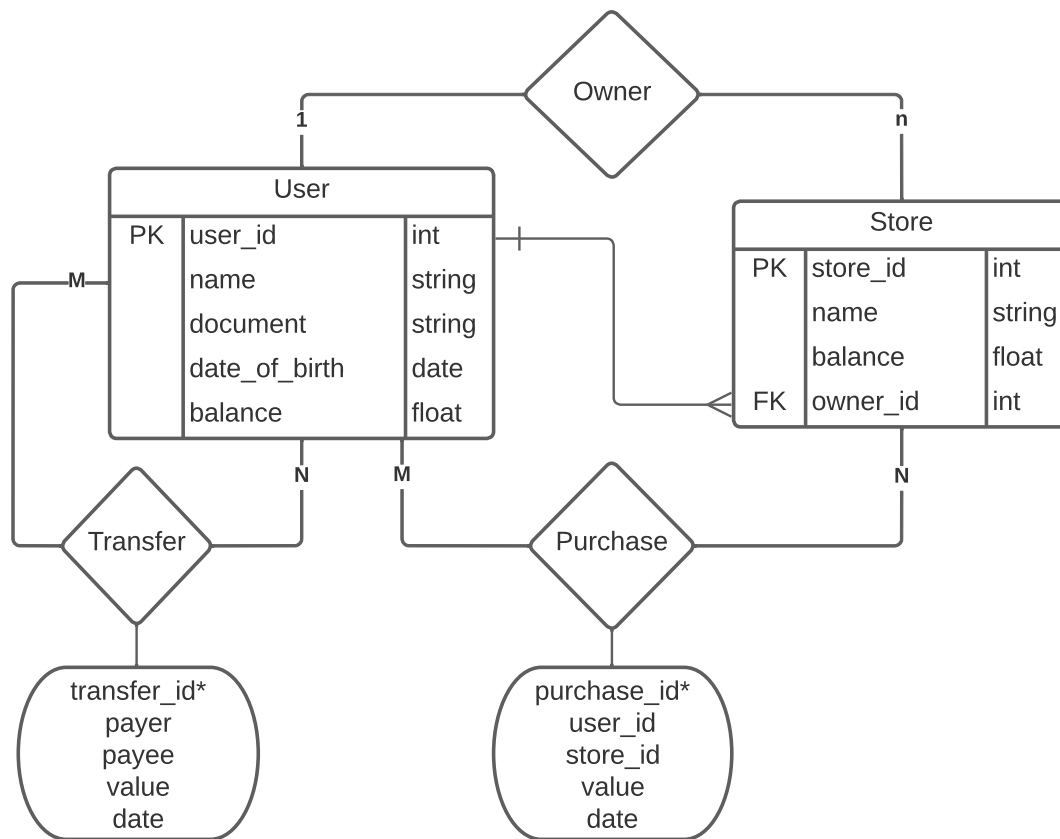 Owner
1
n
User
PK user_id int
name string
document string
date_of_birth date
balance float
Store
PK store_id int
name string
balance float
FK owner_id int
M
N
M
N
Transfer
Purchase
transfer_id*
payer
payee
value
date
purchase_id*
user_id
store_id
value
date